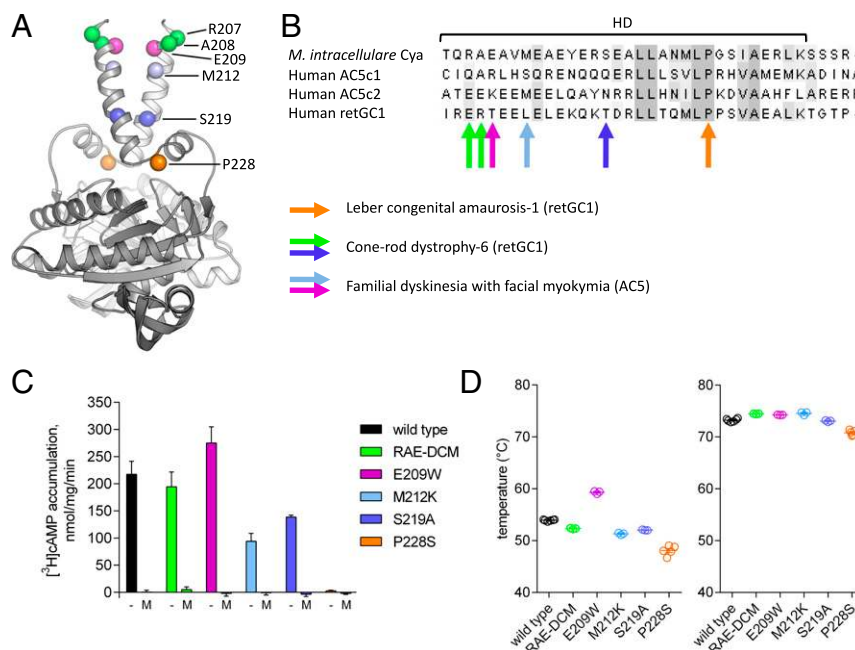 A
R207
A208
E209
M212
S219
P228
B
HD
M. intracellulare Cya TQRAEAVMEAEYERSEALLANMLPGSIAERLKSSSR
Human AC5c1 CIQARLHSQRENQQQERLLLSVLPRHVAMEMKADINA
Human AC5c2 ATEEKEEMEELQAYNRRLLHNILPKDVAAHFLARERR
Human retGC1 IREERTEELELEKQKTDRLLTQMLPPSVAEALKTGTPV
Leber congenital amaurosis-1 (retGC1)
Cone-rod dystrophy-6 (retGC1)
Familial dyskinesia with facial myokymia (AC5)
C
[³H]cAMP accumulation,
nmol/mg/min
350
300
250
200
150
100
50
0
- M - M - M - M - M - M
wild type
RAE-DCM
E209W
M212K
S219A
P228S
D
temperature (°C)
80
70
60
50
40
wild type
RAE-DCM
E209W
M212K
S219A
P228S
80
70
60
50
40
wild type
RAE-DCM
E209W
M212K
S219A
P228S